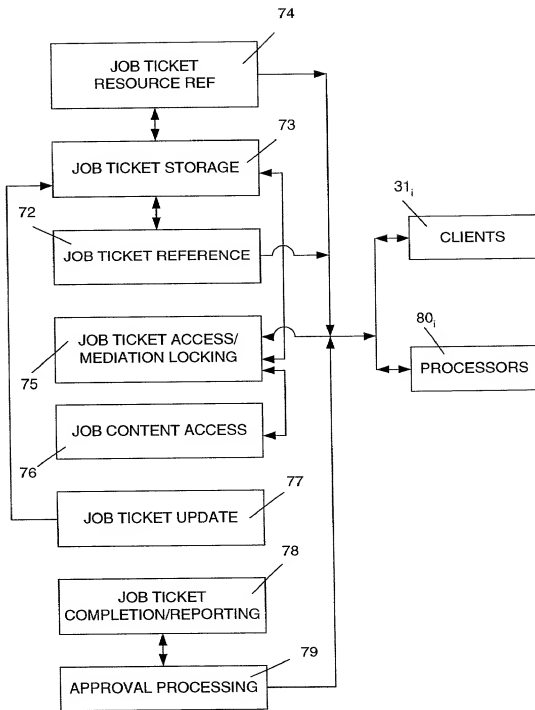 74
JOB TICKET
RESOURCE REF
73
JOB TICKET STORAGE
72
JOB TICKET REFERENCE
31i
CLIENTS
80i
PROCESSORS
JOB TICKET ACCESS/
MEDIATION LOCKING
75
JOB CONTENT ACCESS
76
77
JOB TICKET UPDATE
78
JOB TICKET
COMPLETION/REPORTING
79
APPROVAL PROCESSING